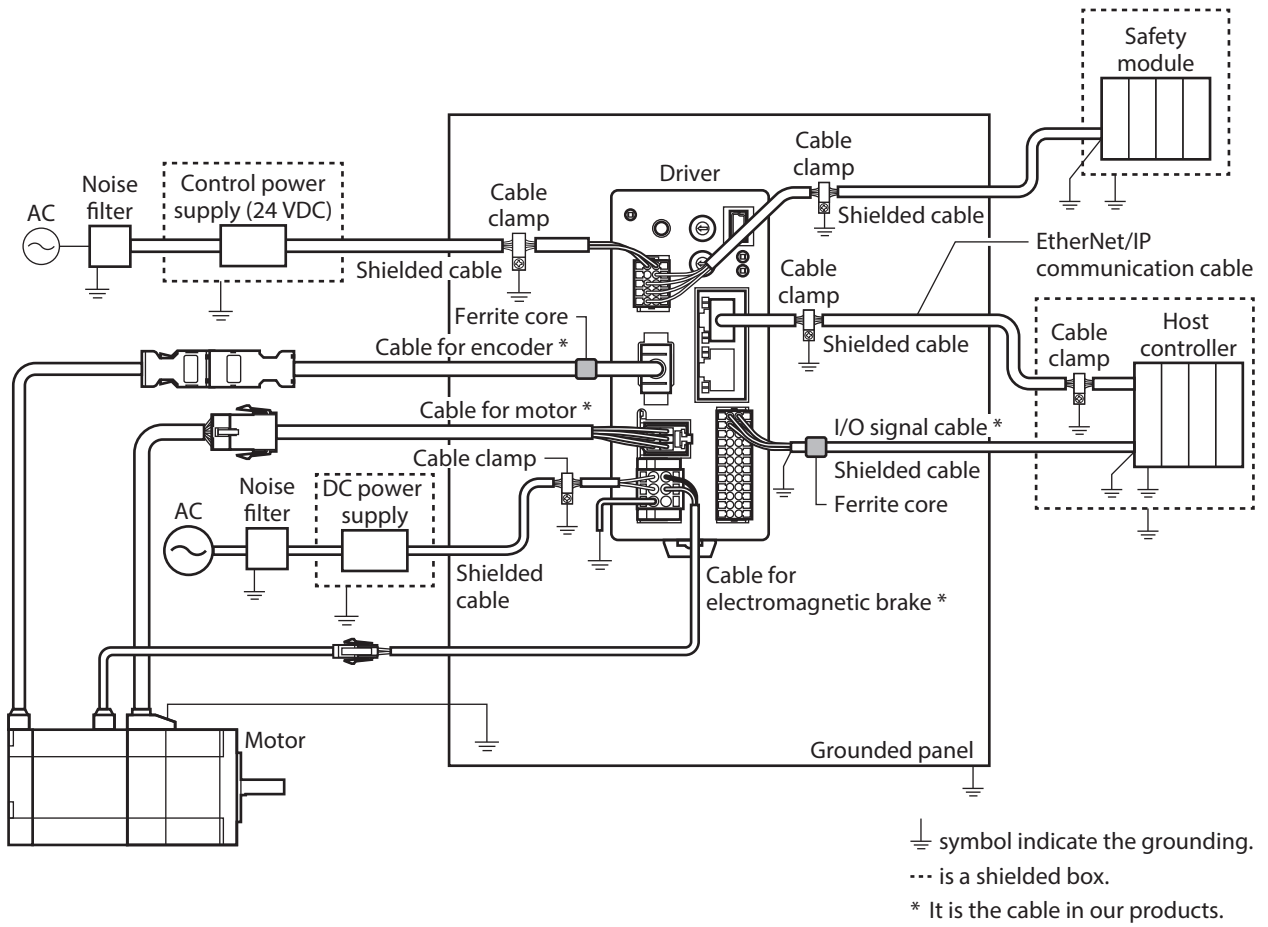 Safety
module
Cable
clamp
Driver
Noise
filter
Control power
supply (24 VDC)
AC
Cable
clamp
Shielded cable
EtherNet/IP
communication cable
Shielded cable
Cable
clamp
Ferrite core
Cable for encoder *
Shielded cable
Cable
clamp
Host
controller
Cable for motor *
I/O signal cable *
Cable clamp
Shielded cable
Noise
filter
DC power
supply
AC
Ferrite core
Shielded
cable
Cable for
electromagnetic brake *
Motor
Grounded panel
symbol indicate the grounding.
--- is a shielded box.
* It is the cable in our products.